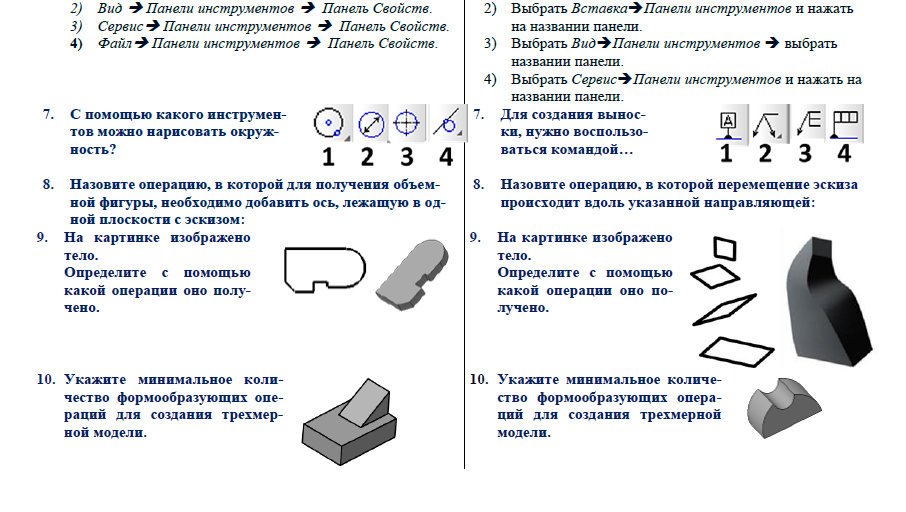 2) Вид 🡺 Панели инструментов 🡺 Панель Свойств.
3) Сервис🡺 Панели инструментов 🡺 Панель Свойств.
4) Файл🡺 Панели инструментов 🡺 Панель Свойств.
7. С помощью какого инструмен-
тов можно нарисовать окруж-
ность?
1 2 3 4
8. Назовите операцию, в которой для получения объем-
ной фигуры, необходимо добавить ось, лежащую в од-
ной плоскости с эскизом:
9. На картинке изображено
тело.
Определите с помощью
какой операции оно полу-
чено.
10. Укажите минимальное коли-
чество формообразующих опе-
раций для создания трехмер-
ной модели.
2) Выбрать Вставка🡺Панели инструментов и нажать
на названии панели.
3) Выбрать Вид🡺Панели инструментов 🡺 выбрать
названии панели.
4) Выбрать Сервис🡺Панели инструментов и нажать на
названии панели.
7. Для создания вынос-
ки, нужно воспользо-
ваться командой…
A
1 2 3 4
8. Назовите операцию, в которой перемещение эскиза
происходит вдоль указанной направляющей:
9. На картинке изображено
тело.
Определите с помощью
какой операции оно по-
лучено.
10. Укажите минимальное количе-
ство формообразующих опера-
ций для создания трехмерной
модели.